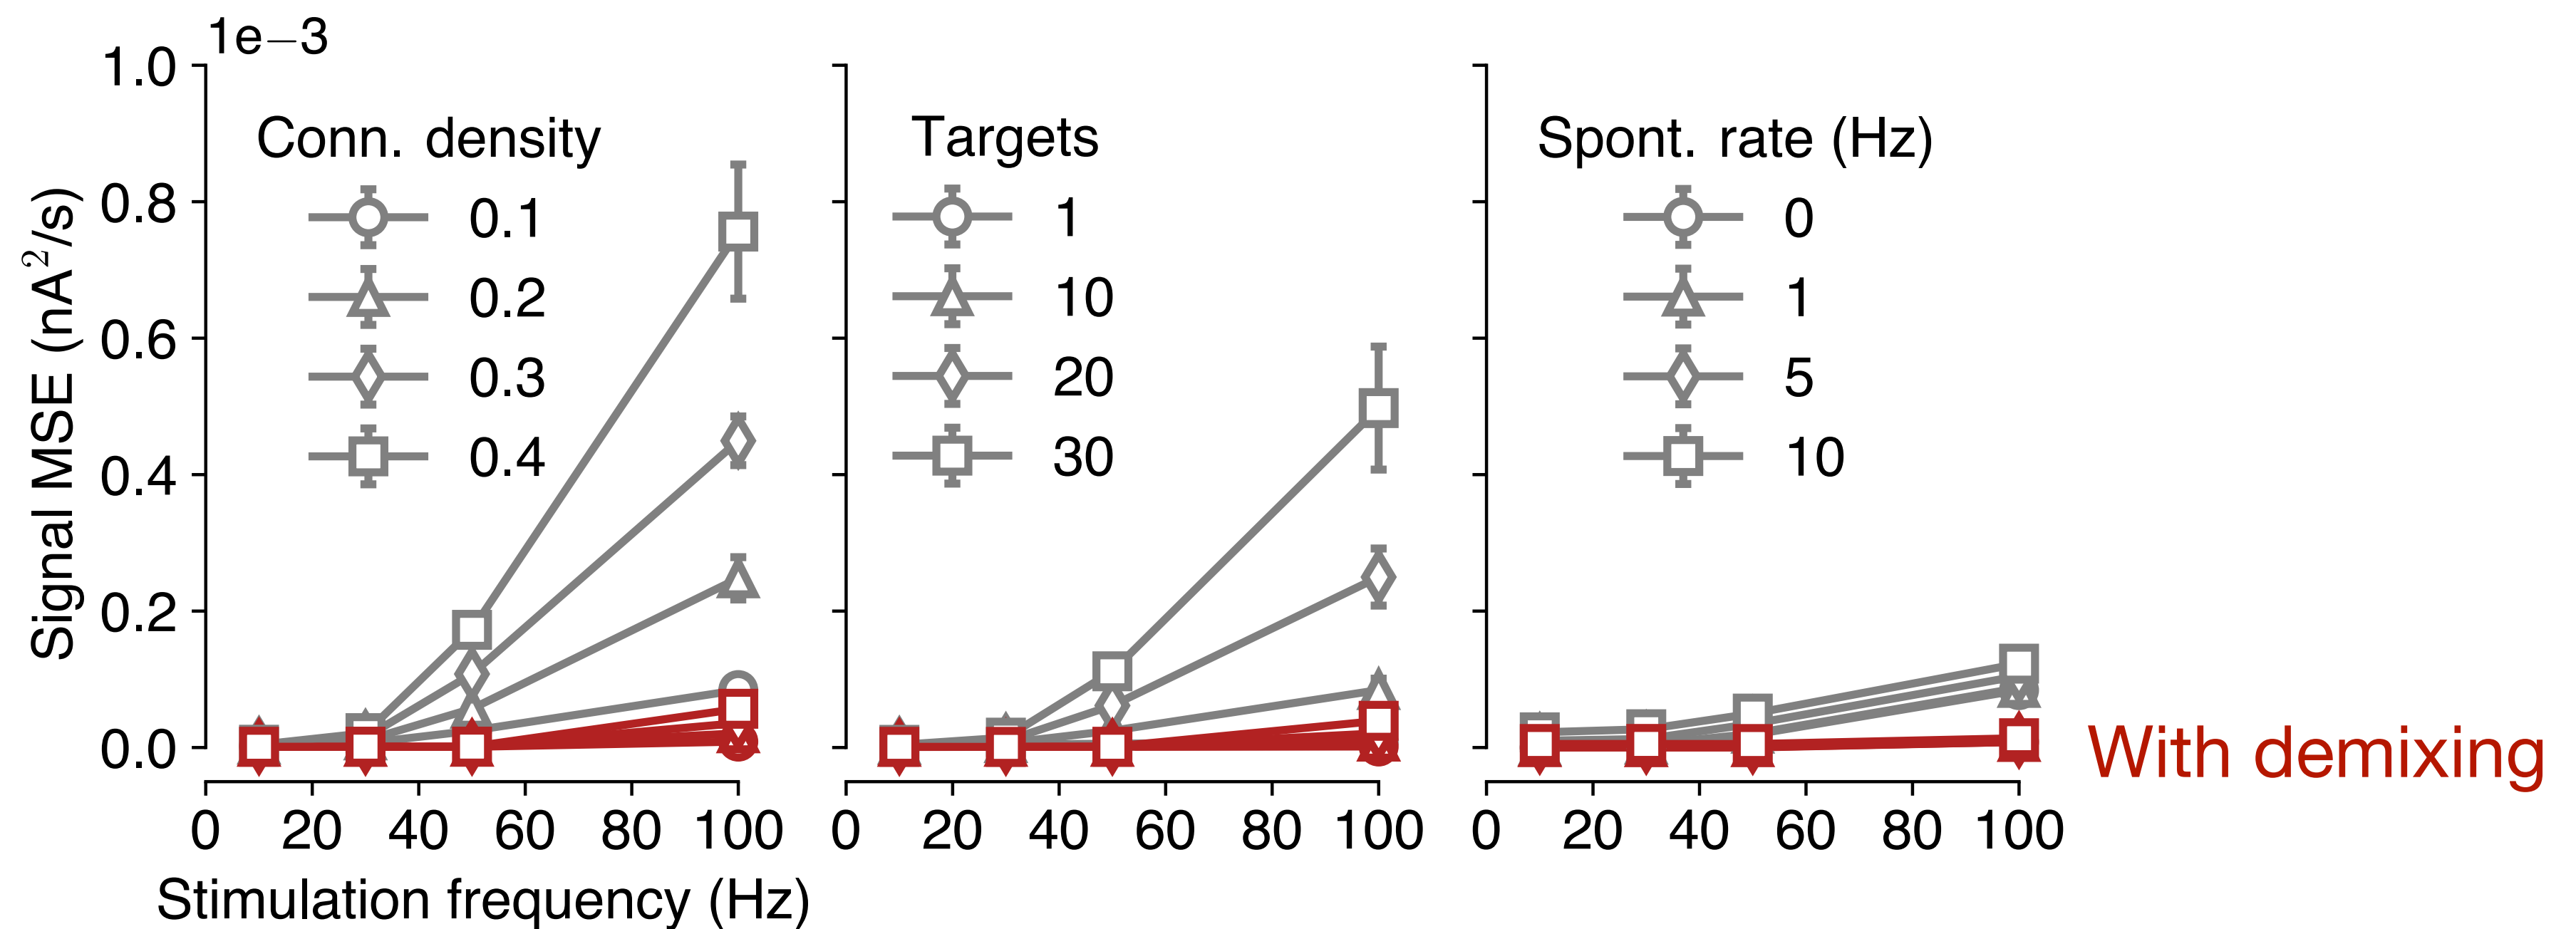 1e−3
1.0
0.8
0.6
0.4
0.2
0.0
Signal MSE (nA²/s)
Conn. density
0.1
0.2
0.3
0.4
0 20 40 60 80 100
Stimulation frequency (Hz)
Targets
1
10
20
30
0 20 40 60 80 100
Spont. rate (Hz)
0
1
5
10
0 20 40 60 80 100
With demixing